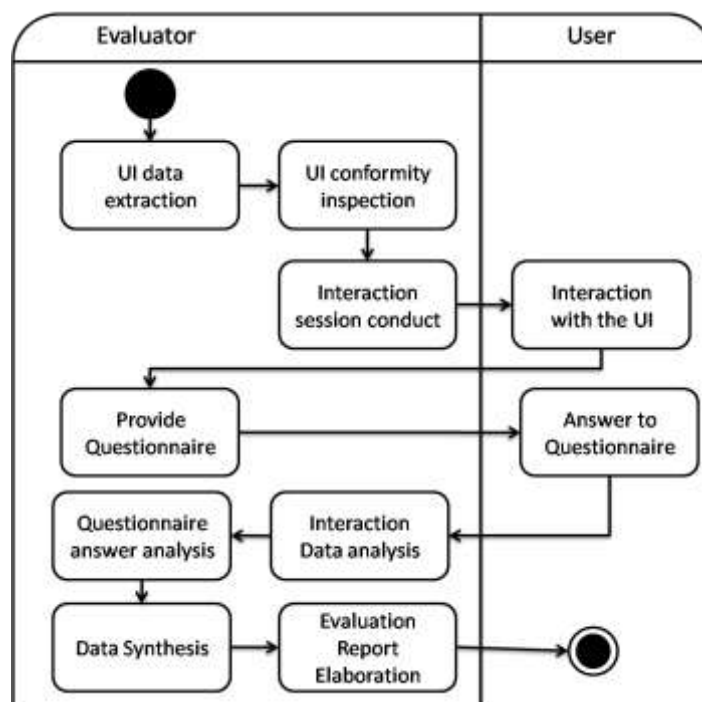 Evaluator
User
UI data
extraction
UI conformity
inspection
Interaction
session conduct
Interaction
with the UI
Provide
Questionnaire
Answer to
Questionnaire
Questionnaire
answer analysis
Interaction
Data analysis
Data Synthesis
Evaluation
Report
Elaboration